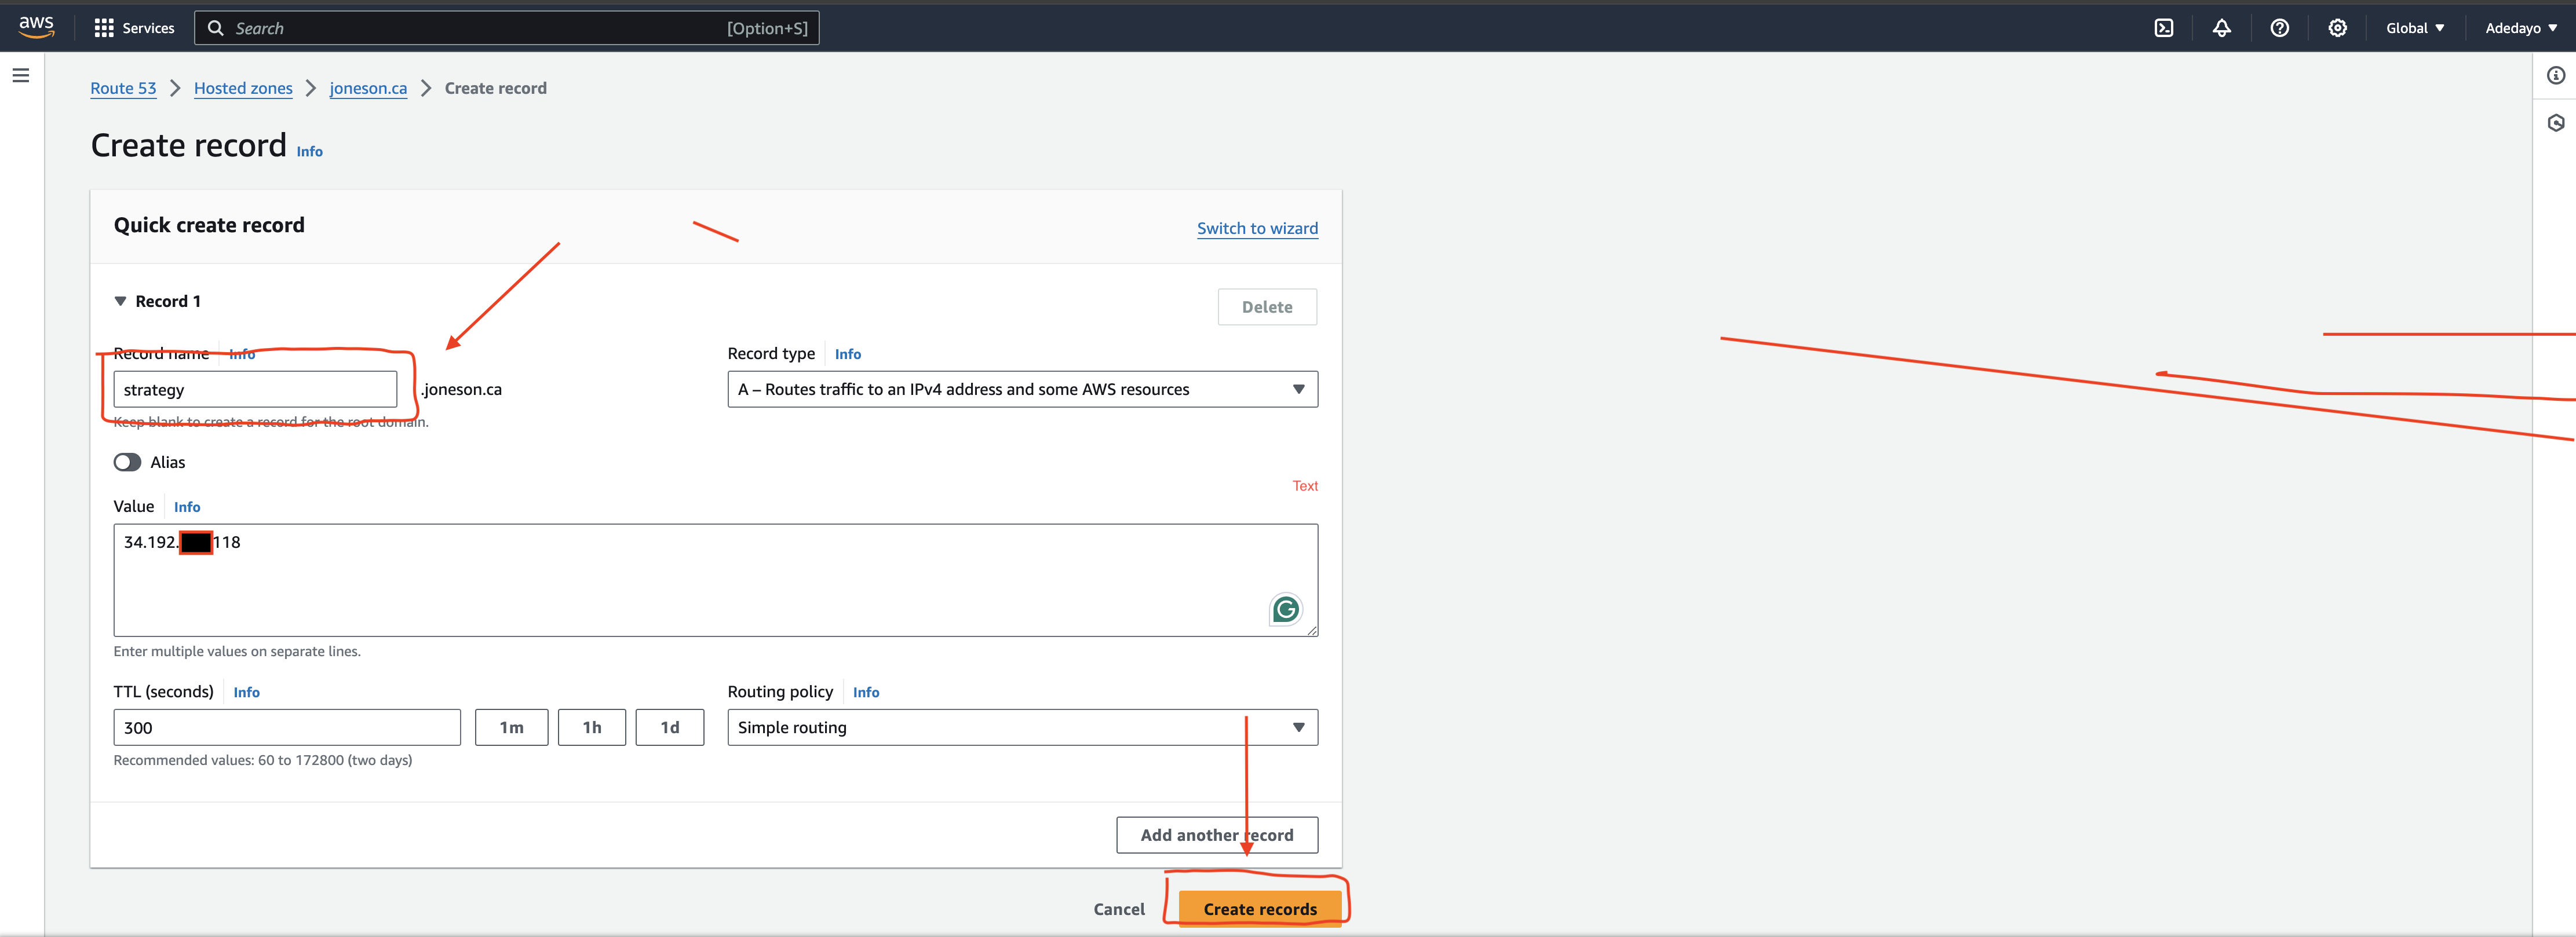 aws Services Search [Option+S] Global Adedayo
Route 53 Hosted zones joneson.ca Create record
Create record Info
Quick create record Switch to wizard
Record 1 Delete
Record name Info Record type Info
strategy .joneson.ca A – Routes traffic to an IPv4 address and some AWS resources
Keep blank to create a record for the root domain.
Alias
Text
Value Info
34.192. 118
Enter multiple values on separate lines.
TTL (seconds) Info Routing policy Info
300 1m 1h 1d Simple routing
Recommended values: 60 to 172800 (two days)
Add another record
Cancel Create records